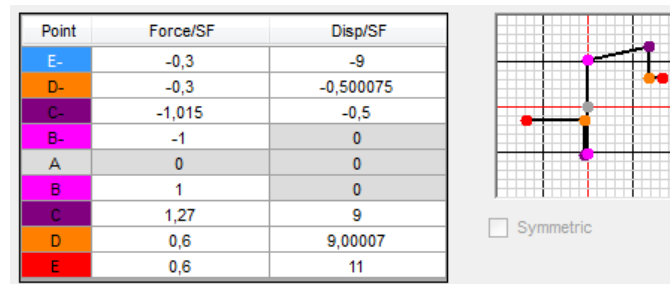 Point Force/SF Disp/SF
E- -0,3 -9
D- -0,3 -0,500075
C- -1,015 -0,5
B- -1 0
A 0 0
B 1 0
C 1,27 9
D 0,6 9,00007
E 0,6 11
Symmetric